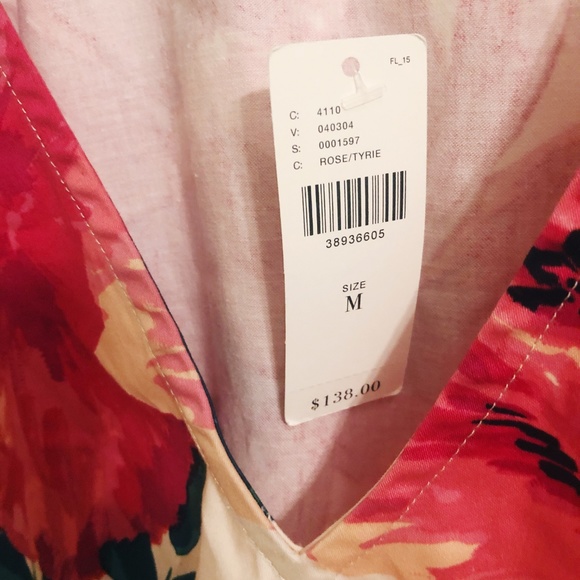 FL_15
C: 4110
V: 040304
S: 0001597
C: ROSE/TYRIE
38936605
SIZE
M
$138.00